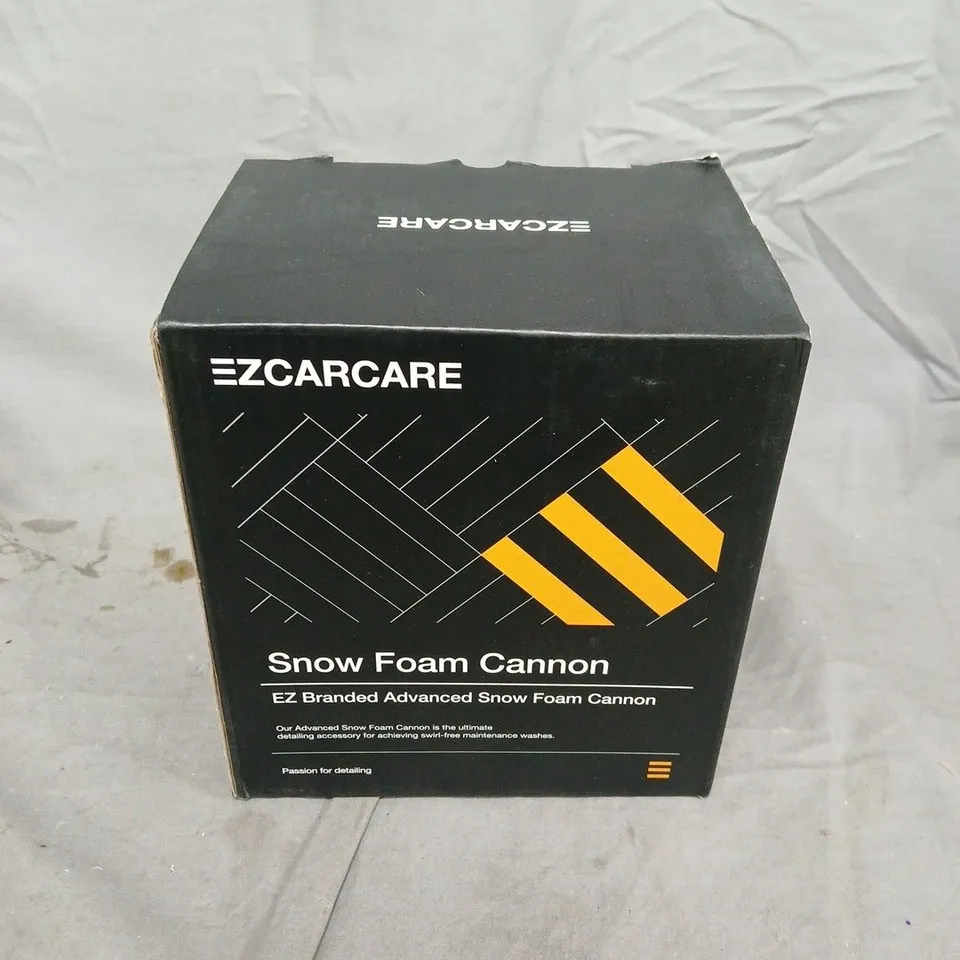 EZCARCARE
EZCARCARE
Snow Foam Cannon
EZ Branded Advanced Snow Foam Cannon
Our Advanced Snow Foam Cannon is the ultimate
detailing accessory for achieving swirl-free maintenance washes.
Passion for detailing